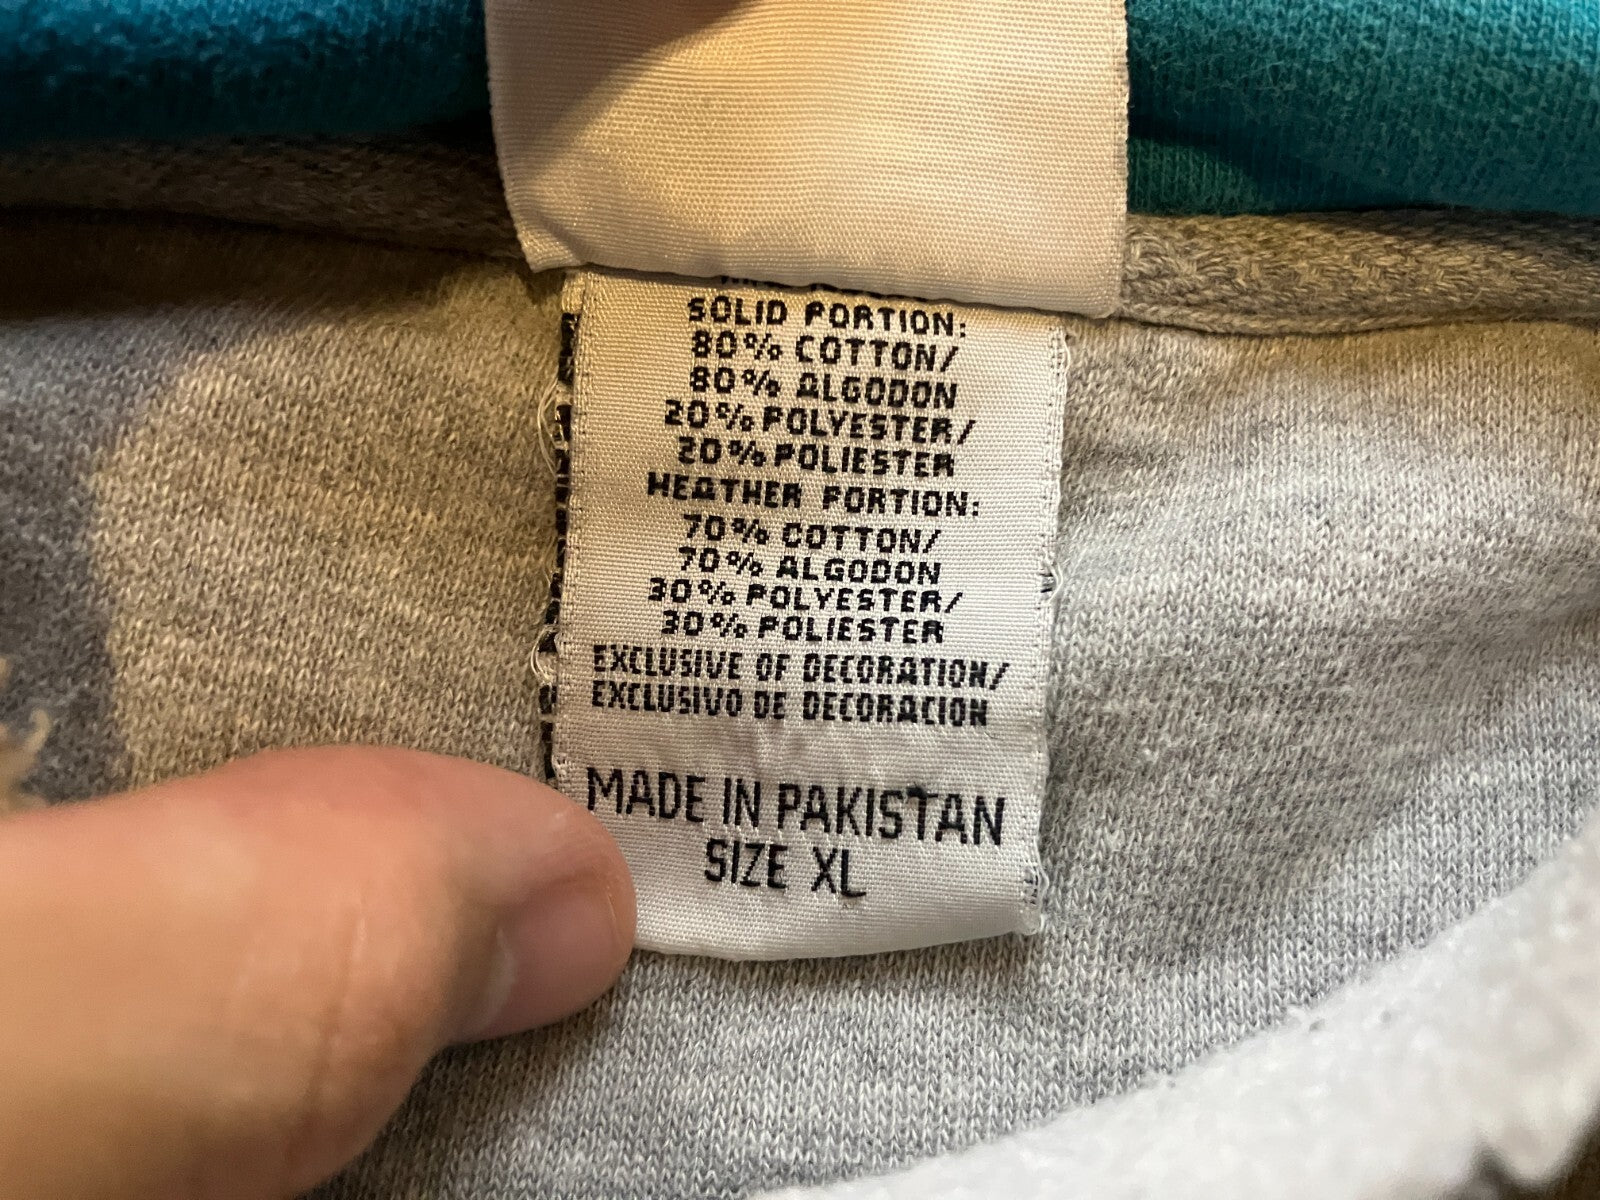 SOLID PORTION:
80% COTTON/
80% ALGODON
20% POLYESTER/
20% POLIESTER
HEATHER PORTION:
70% COTTON/
70% ALGODON
30% POLYESTER/
30% POLIESTER
EXCLUSIVE OF DECORATION/
EXCLUSIVO DE DECORACION
MADE IN PAKISTAN
SIZE XL